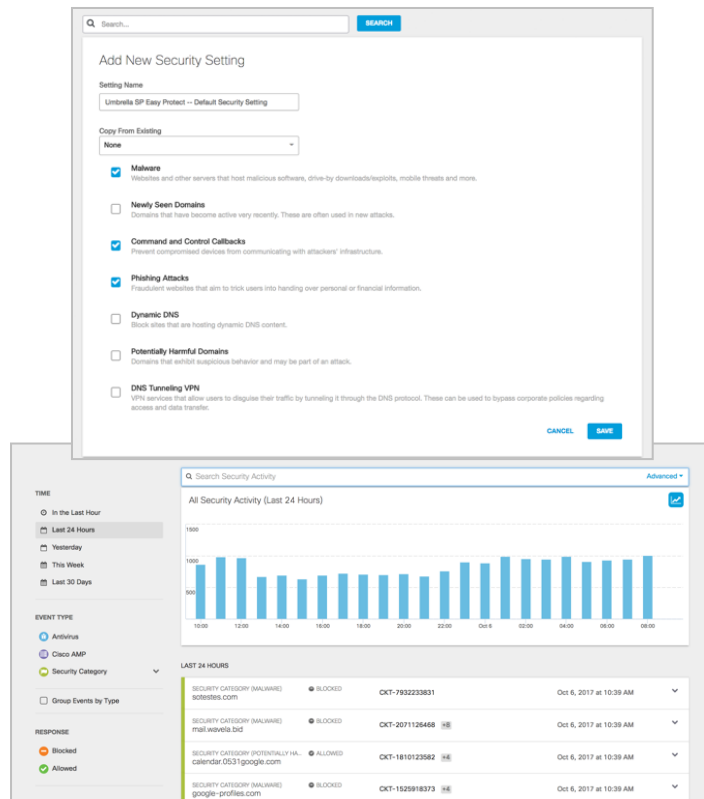 Search...
SEARCH
Add New Security Setting
Setting Name
Umbrella SP Easy Protect -- Default Security Setting
Copy From Existing
None
Malware
Websites and other servers that host malicious software, drive-by downloads/exploits, mobile threats and more.
Newly Seen Domains
Domains that have become active very recently. These are often used in new attacks.
Command and Control Callbacks
Prevent compromised devices from communicating with attackers' infrastructure.
Phishing Attacks
Fraudulent websites that aim to trick users into handing over personal or financial information.
Dynamic DNS
Block sites that are hosting dynamic DNS content.
Potentially Harmful Domains
Domains that exhibit suspicious behavior and may be part of an attack.
DNS Tunneling VPN
VPN services that allow users to disguise their traffic by tunneling it through the DNS protocol. These can be used to bypass corporate policies regarding
access and data transfer.
CANCEL
SAVE
TIME
In the Last Hour
Last 24 Hours
Yesterday
This Week
Last 30 Days
EVENT TYPE
Antivirus
Cisco AMP
Security Category
Group Events by Type
RESPONSE
Blocked
Allowed
Search Security Activity
Advanced
All Security Activity (Last 24 Hours)
1500
1000
500
10:00 12:00 14:00 16:00 18:00 20:00 22:00 Oct 6 02:00 04:00 06:00 08:00
LAST 24 HOURS
SECURITY CATEGORY (MALWARE) BLOCKED
sotestes.com CKT-7932233831 Oct 6, 2017 at 10:39 AM
SECURITY CATEGORY (MALWARE) BLOCKED
mail.wavela.bid CKT-2071126468 +8 Oct 6, 2017 at 10:39 AM
SECURITY CATEGORY (POTENTIALLY HA... ALLOWED
calendar.0531google.com CKT-1810123582 +4 Oct 6, 2017 at 10:39 AM
SECURITY CATEGORY (MALWARE) BLOCKED
google-profiles.com CKT-1525918373 +4 Oct 6, 2017 at 10:39 AM